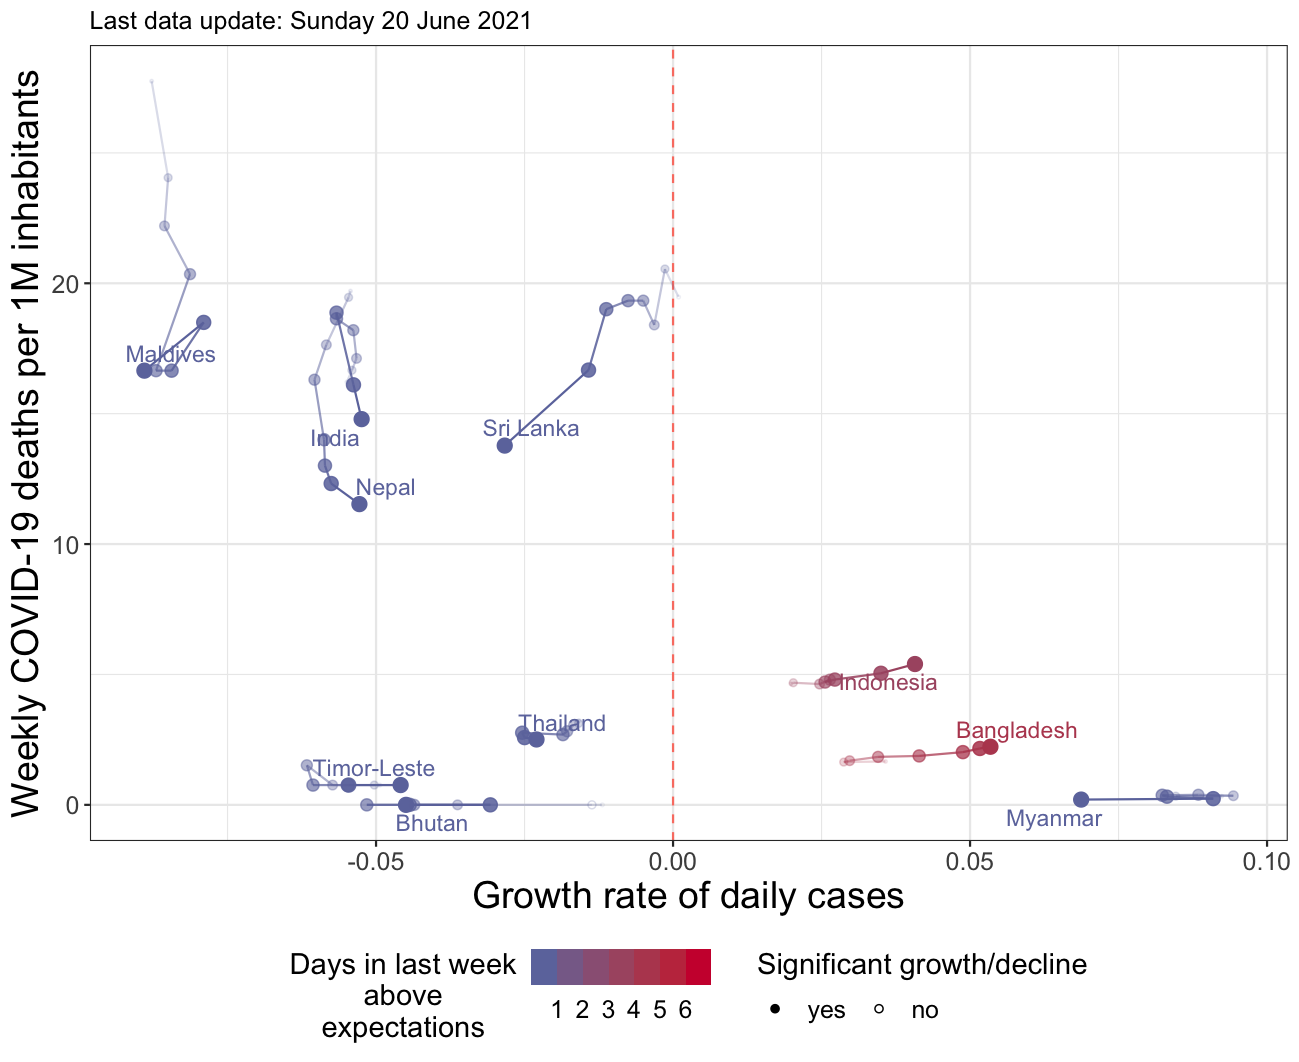 Last data update: Sunday 20 June 2021
Weekly COVID-19 deaths per 1M inhabitants
20
10
0
Maldives
India
Nepal
Sri Lanka
Indonesia
Bangladesh
Thailand
Timor-Leste
Bhutan
Myanmar
-0.05
0.00
0.05
0.10
Growth rate of daily cases
Days in last week
above
expectations
1 2 3 4 5 6
Significant growth/decline
yes no